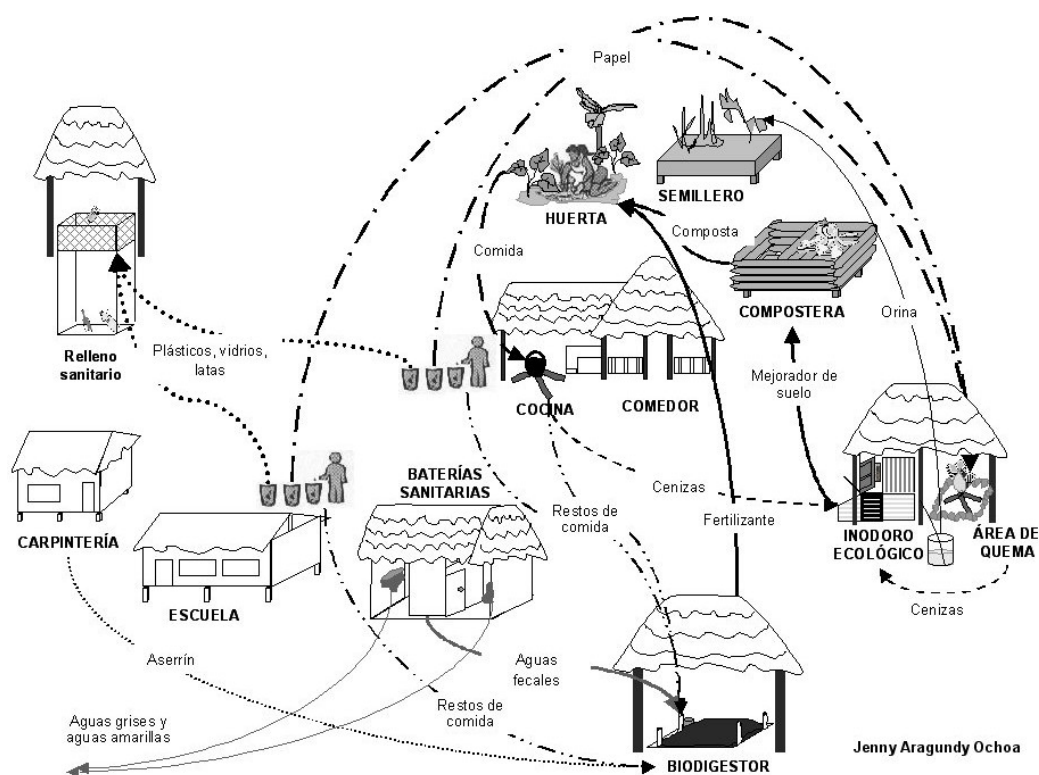 Papel
SEMILLERO
HUERTA
Composta
Comida
COMPOSTERA
Orina
Relleno
sanitario
Plásticos, vidrios,
latas
Mejorador de
suelo
COCINA
COMEDOR
BATERÍAS
SANITARIAS
Cenizas
Restos de
comida
Fertilizante
CARPINTERÍA
INODORO
ECOLÓGICO
ÁREA DE
QUEMA
ESCUELA
Cenizas
Aserrín
Aguas
fecales
Restos de
comida
Aguas grises y
aguas amarillas
BIODIGESTOR
Jenny Aragundy Ochoa